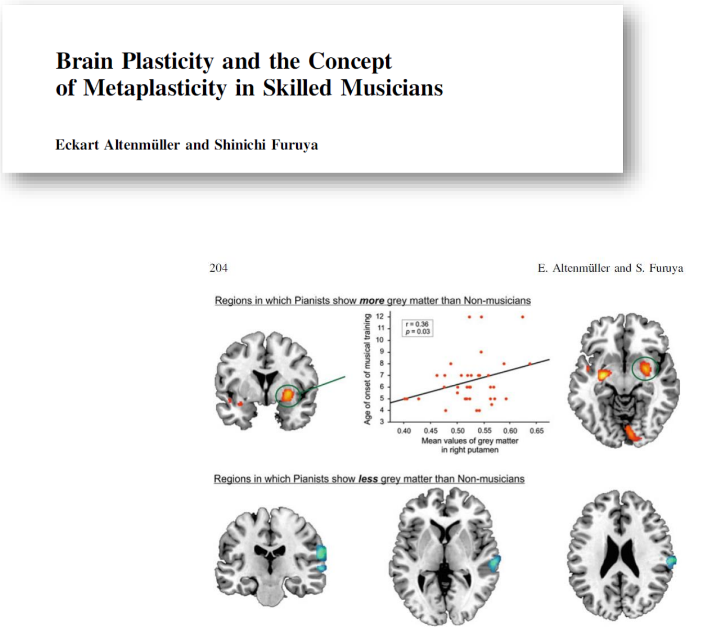 Brain Plasticity and the Concept
of Metaplasticity in Skilled Musicians
Eckart Altenmüller and Shinichi Furuya
204 E. Altenmüller and S. Furuya
Regions in which Pianists show more grey matter than Non-musicians
Age of onset of musical training
12
11
10
9
8
7
6
5
4
3
r = 0.36
p = 0.03
0.40 0.45 0.50 0.55 0.60 0.65
Mean values of grey matter
in right putamen
Regions in which Pianists show less grey matter than Non-musicians